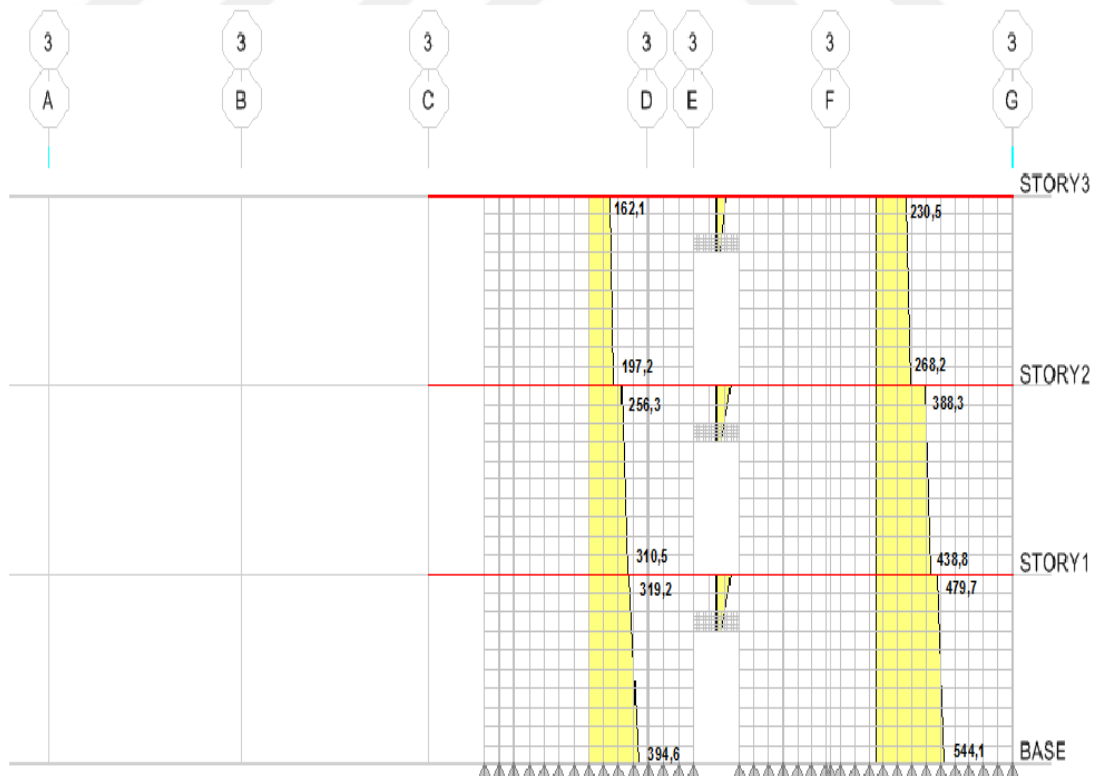 3 3 3 3 3 3 3
A B C D E F G
STORY3
162,1 230,5
197,2 268,2
STORY2
256,3 388,3
310,5 438,8
STORY1
319,2 479,7
394,6 544,1
BASE